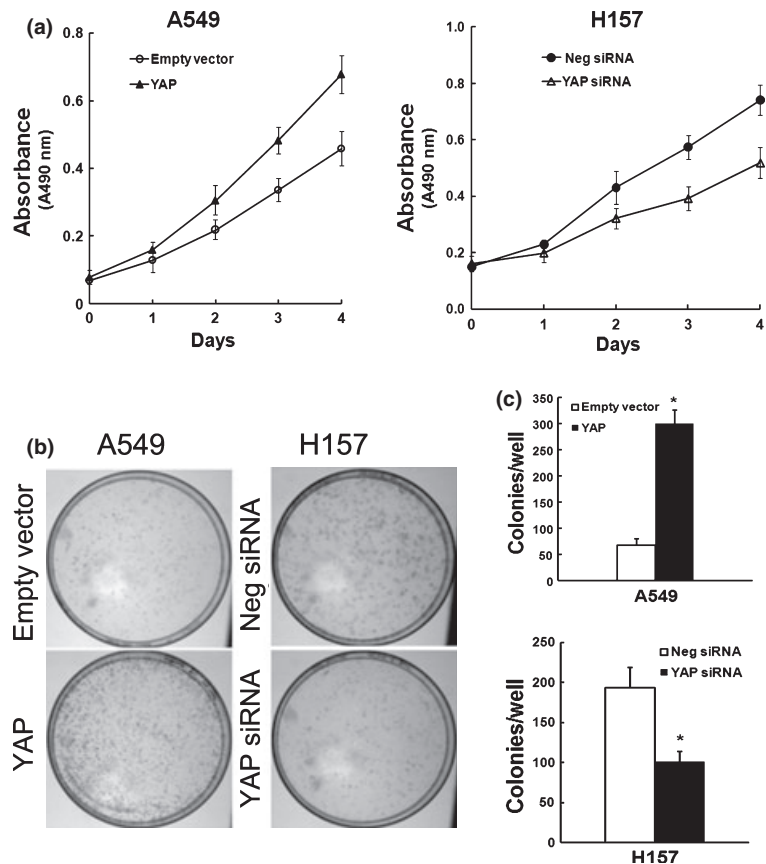 (a)
A549
0.8
0.6
0.4
0.2
0
Absorbance
(A490 nm)
Empty vector
YAP
0 1 2 3 4
Days
H157
1.0
0.8
0.6
0.4
0.2
0.0
Absorbance
(A490 nm)
Neg siRNA
YAP siRNA
0 1 2 3 4
Days
(b)
A549
H157
Empty vector
Neg siRNA
YAP
YAP siRNA
(c)
350
300
250
200
150
100
50
0
Colonies/well
Empty vector
YAP
*
A549
250
200
150
100
50
0
Colonies/well
Neg siRNA
YAP siRNA
*
H157